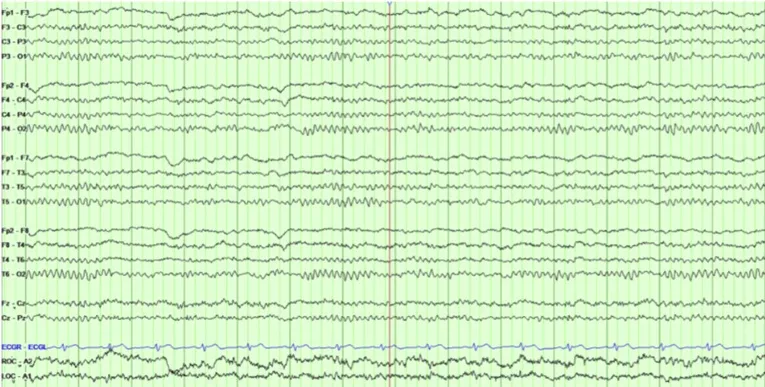 Fp1 - F3
F3 - C3
C3 - P3
P3 - O1
Fp2 - F4
F4 - C4
C4 - P4
P4 - O2
Fp1 - F7
F7 - T3
T3 - T5
T5 - O1
Fp2 - F8
F8 - T4
T4 - T6
T6 - O2
Fz - Cz
Cz - Pz
ECGR - ECGL
ROC - A2
LOC - A1